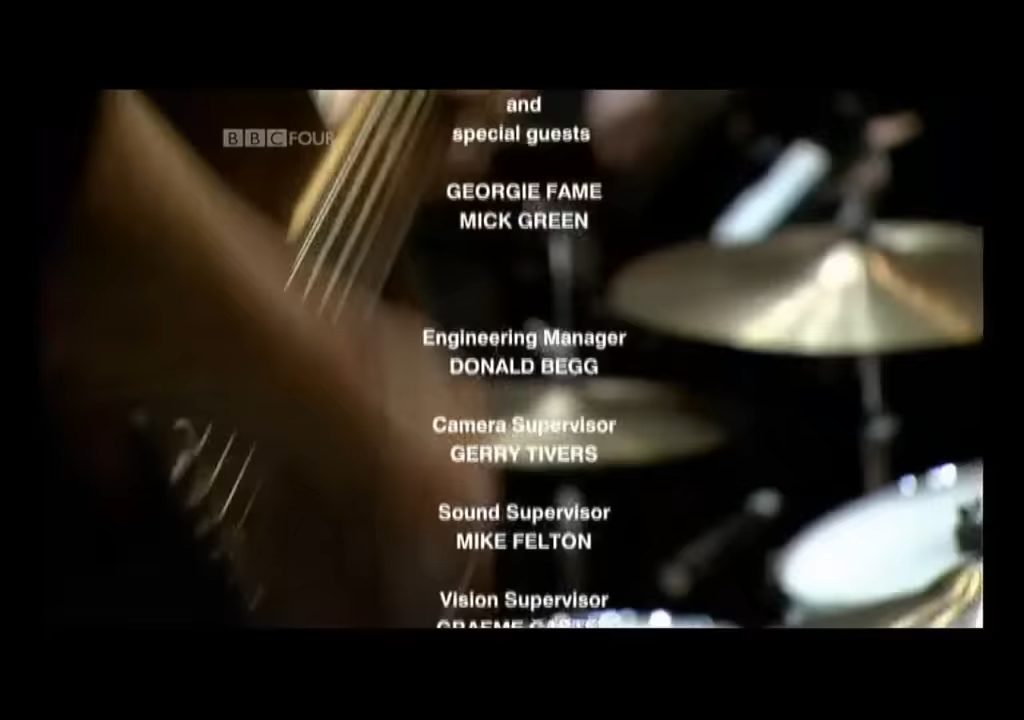 and
BBC FOUR
special guests
GEORGIE FAME
MICK GREEN
Engineering Manager
DONALD BEGG
Camera Supervisor
GERRY TIVERS
Sound Supervisor
MIKE FELTON
Vision Supervisor
GRAEME